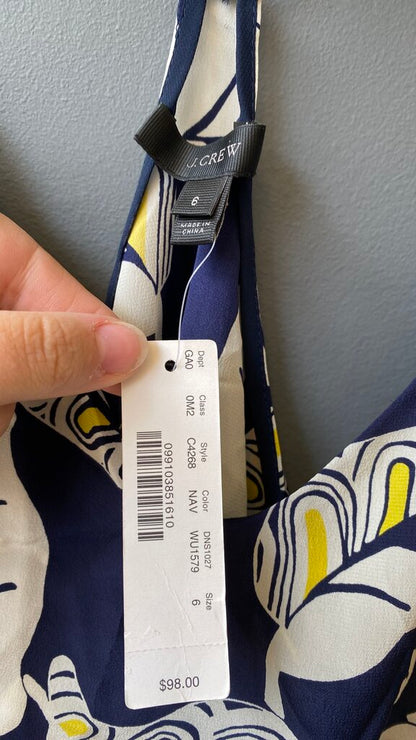 J.CREW
6
MADE IN
CHINA
Dept Class Style Color DNS1027 Size
GA0 0M2 C4268 NAV WU1579 6
099103851610
$98.00